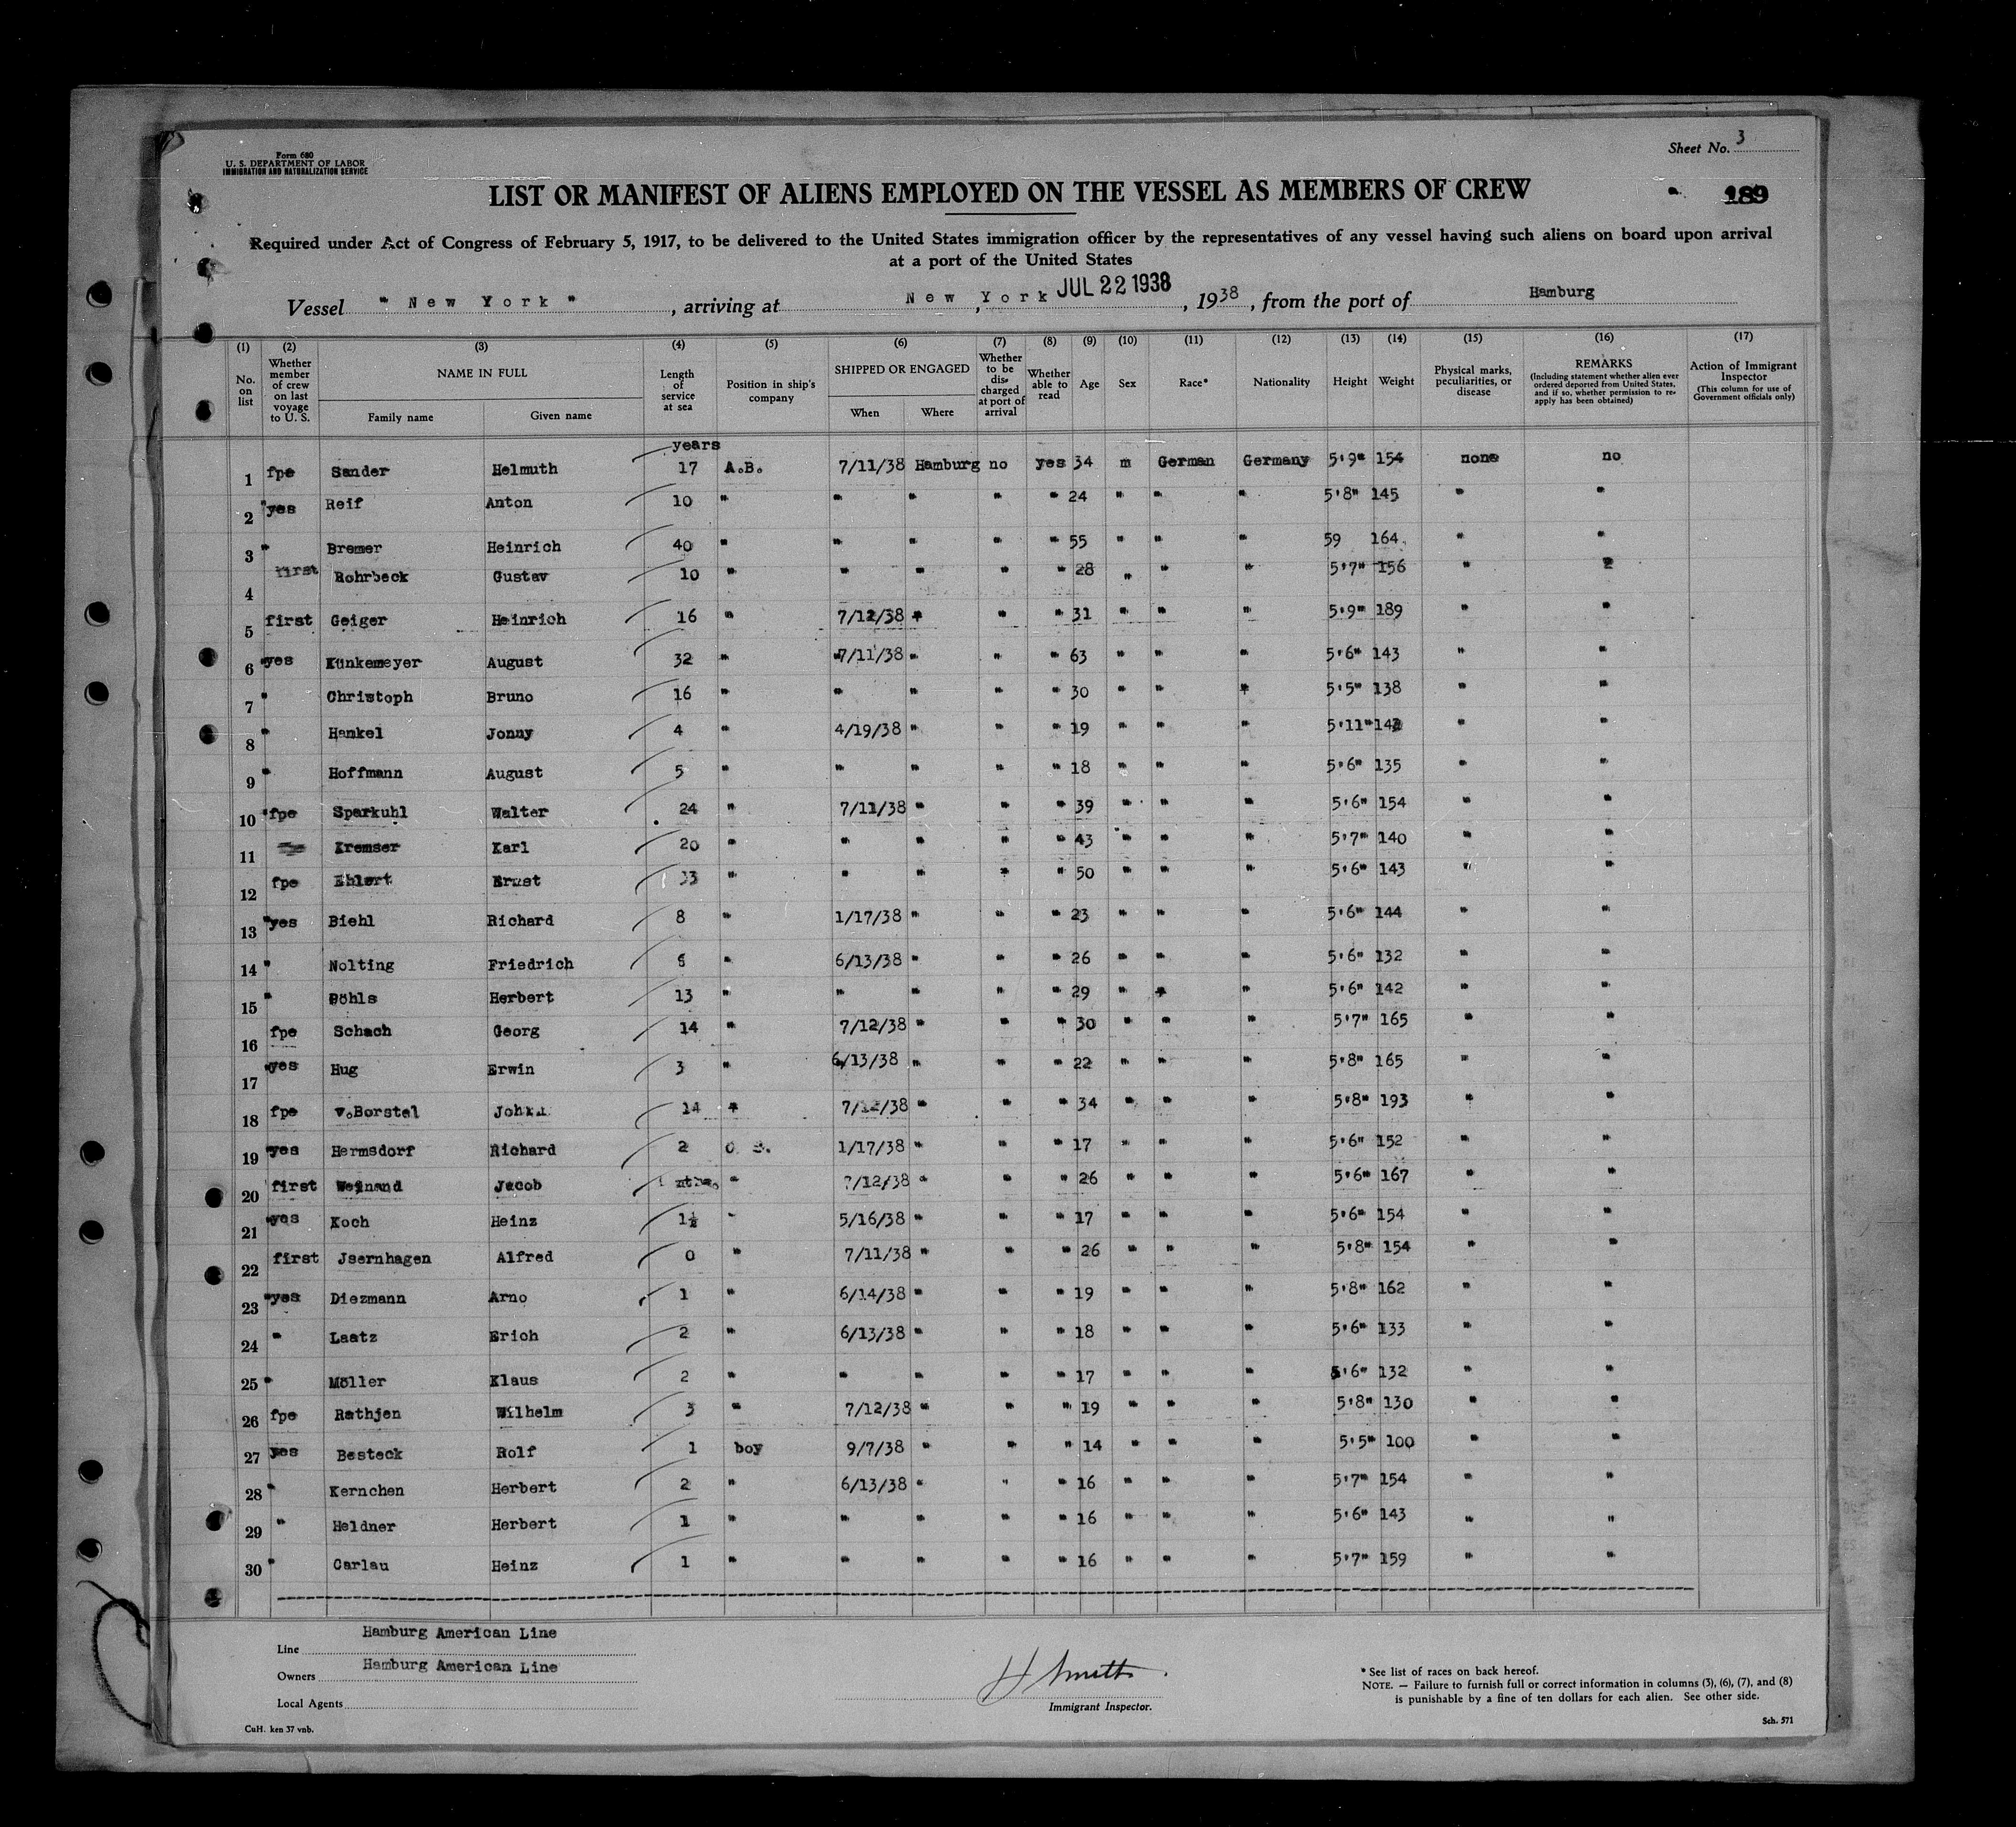 Form 680
U. S. DEPARTMENT OF LABOR
IMMIGRATION AND NATURALIZATION SERVICE
Sheet No. 3
LIST OR MANIFEST OF ALIENS EMPLOYED ON THE VESSEL AS MEMBERS OF CREW
189
Required under Act of Congress of February 5, 1917, to be delivered to the United States immigration officer by the representatives of any vessel having such aliens on board upon arrival
at a port of the United States
Vessel " New York " , arriving at New York JUL 22 1938 , 1938 , from the port of Hamburg
(1) (2) (3) (4) (5) (6) (7) (8) (9) (10) (11) (12) (13) (14) (15) (16) (17)
No. on list
Whether member of crew on last voyage to U. S.
NAME IN FULL
Family name
Given name
Length of service at sea
Position in ship's company
SHIPPED OR ENGAGED
When
Where
Whether to be dis-charged at port of arrival
Whether able to read
Age
Sex
Race*
Nationality
Height
Weight
Physical marks, peculiarities, or disease
REMARKS
(Including statement whether alien ever ordered deported from United States, and if so, whether permission to re-apply has been obtained)
Action of Immigrant Inspector
(This column for use of Government officials only)
years
1 fpe Sander Helmuth 17 A.B. 7/11/38 Hamburg no yes 34 m German Germany 5'9" 154 none no
2 "yes Reif Anton 10 " " " " " 24 " " " 5'8" 145 " "
3 " Bremer Heinrich 40 " " " " " 55 " " " 59 164 " "
4 first Rohrbeck Gustav 10 " " " " " 28 " " " 5'7" 156 " "
5 first Geiger Heinrich 16 " 7/12/38 " " " 31 " " " 5'9" 189 " "
6 "yes Künkemeyer August 32 " 7/11/38 " " " 63 " " " 5'6" 143 " "
7 " Christoph Bruno 16 " " " " " 30 " " " 5'5" 138 " "
8 " Hankel Jonny 4 " 4/19/38 " " " 19 " " " 5'11" 142 " "
9 " Hoffmann August 5 " " " " " 18 " " " 5'6" 135 " "
10 "fpe Sparkuhl Walter 24 " 7/11/38 " " " 39 " " " 5'6" 154 " "
11 Kremser Karl 20 " " " " " 43 " " " 5'7" 140 " "
12 fpe Ehlert Ernst 33 " " " " " 50 " " " 5'6" 143 " "
13 "yes Biehl Richard 8 " 1/17/38 " " " 23 " " " 5'6" 144 " "
14 " Nolting Friedrich " 6/13/38 " " " 26 " " " 5'6" 132 " "
15 " Döhls Herbert 13 " " " " " 29 " " " 5'6" 142 " "
16 fpe Schach Georg 14 " 7/12/38 " " " 30 " " " 5'7" 165 " "
17 "yes Hug Erwin 3 " 6/13/38 " " " 22 " " " 5'8" 165 " "
18 fpe v.Borstel 14 " 7/12/38 " " " 34 " " " 5'8" 193 " "
19 "yes Hermsdorf Richard 2 1/17/38 " " " 17 " " " 5'6" 152 " "
20 first Weinand Jacob " 7/12/38 " " " 26 " " " 5'6" 167 " "
21 "yes Koch Heinz 1½ " 5/16/38 " " " 17 " " " 5'6" 154 " "
22 first Jsernhagen Alfred 0 " 7/11/38 " " " 26 " " " 5'8" 154 " "
23 "yes Diezmann Arno 1 " 6/14/38 " " " 19 " " " 5'8" 162 " "
24 " Laatz Erich 2 " 6/13/38 " " " 18 " " " 5'6" 133 " "
25 " Möller Klaus 2 " " " " " 17 " " " 5'6" 132 " "
26 fpe Rathjen Wilhelm 3 " 7/12/38 " " " 19 " " " 5'8" 130 " "
27 yes Besteck Rolf 1 boy 9/7/38 " " " 14 " " " 5'5" 100 " "
28 " Kernchen Herbert 2 " 6/13/38 " " " 16 " " " 5'7" 154 " "
29 " Heldner Herbert 1 " " " " " 16 " " " 5'6" 143 " "
30 " Carlau Heinz 1 " " " " " 16 " " " 5'7" 159 " "
Line Hamburg American Line
Owners Hamburg American Line
Local Agents
CuH. ken 37 vnb.
H Smith
Immigrant Inspector.
* See list of races on back hereof.
NOTE. — Failure to furnish full or correct information in columns (3), (6), (7), and (8)
is punishable by a fine of ten dollars for each alien. See other side.
Sch. 571